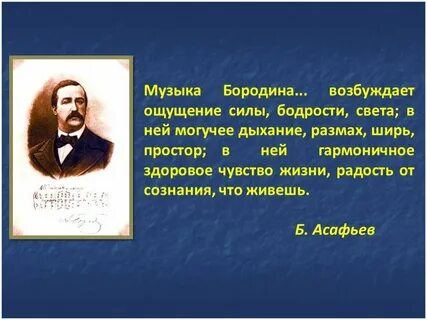 Музыка Бородина... возбуждает
ощущение силы, бодрости, света; в
ней могучее дыхание, размах, ширь,
простор; в ней гармоничное
здоровое чувство жизни, радость от
сознания, что живешь.
Б. Асафьев